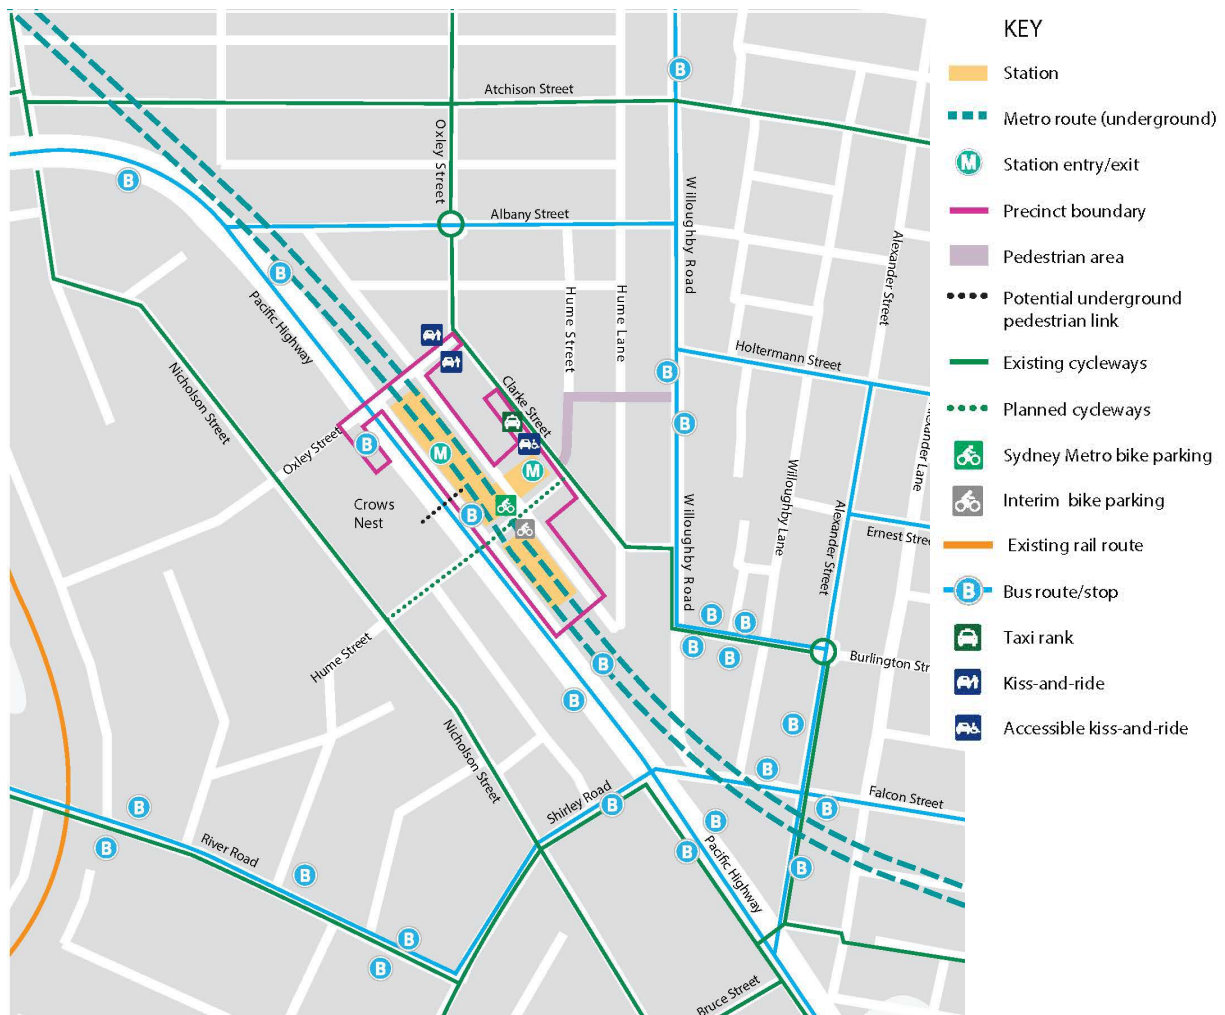 KEY
Station
Metro route (underground)
M
Station entry/exit
Precinct boundary
Pedestrian area
Potential underground
pedestrian link
Existing cycleways
Planned cycleways
Sydney Metro bike parking
Interim bike parking
Existing rail route
B
Bus route/stop
Taxi rank
Kiss-and-ride
Accessible kiss-and-ride
B
Atchison Street
Oxley Street
B
Willoughby Road
Albany Street
Alexander Street
B
Pacific Highway
Hume Street
Hume Lane
Holtermann Street
Nicholson Street
B
Clarke Street
Alexander Lane
B
Oxley Street
B
M
M
Willoughby Lane
Crows
Nest
B
Willoughby Road
Alexander Street
Ernest Stree
B
B
B
B
Hume Street
Burlington Str
B
B
B
Nicholson Street
B
Falcon Street
B
Shirley Road
B
B
B
B
River Road
B
Pacific Highway
B
B
B
B
B
Bruce Street